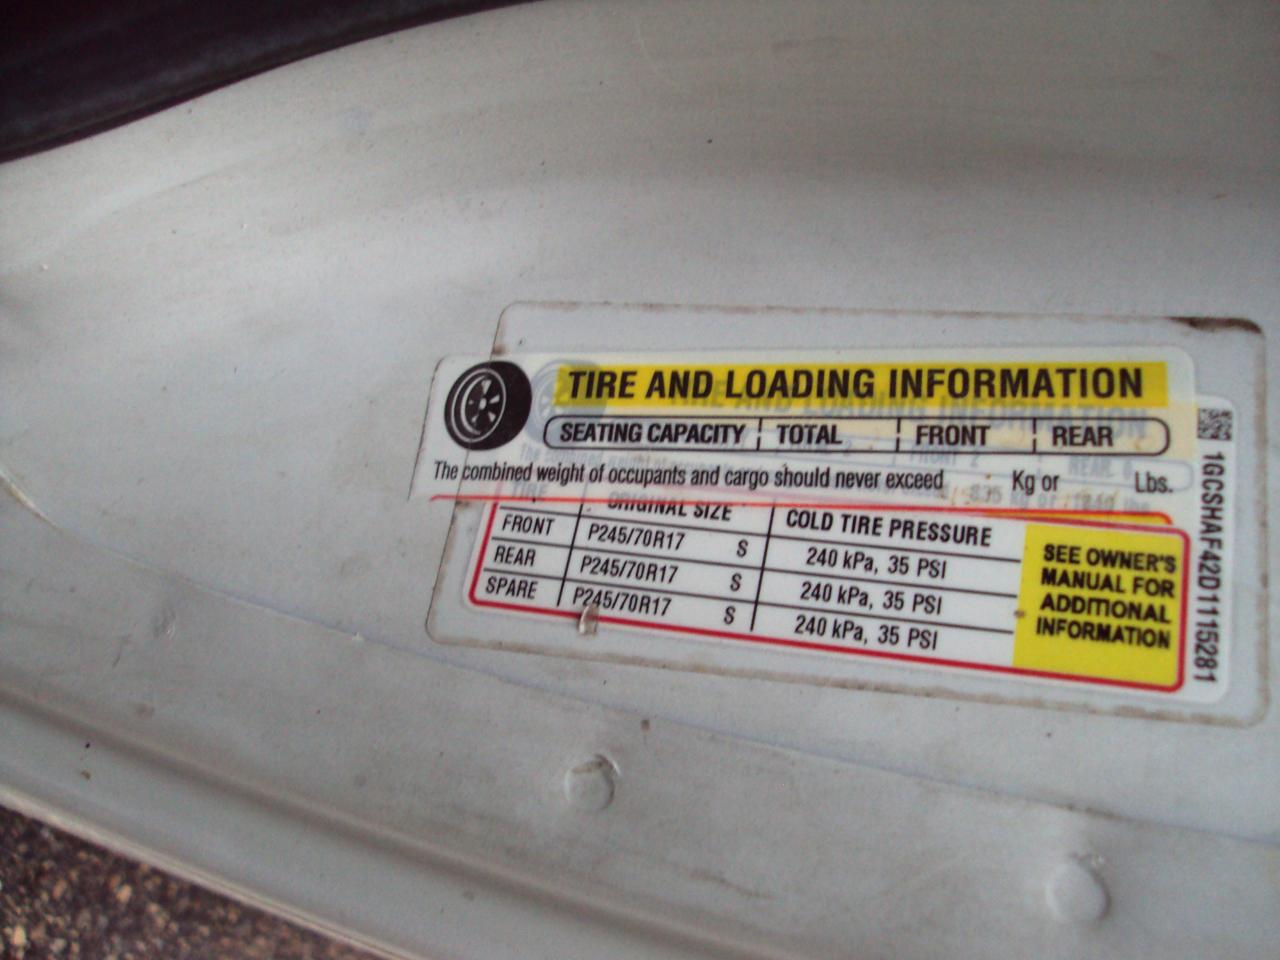 TIRE AND LOADING INFORMATION
SEATING CAPACITY TOTAL FRONT REAR
The combined weight of occupants and cargo should never exceed Kg or Lbs.
TIRE ORIGINAL SIZE COLD TIRE PRESSURE
FRONT P245/70R17 S 240 kPa, 35 PSI
REAR P245/70R17 S 240 kPa, 35 PSI
SPARE P245/70R17 S 240 kPa, 35 PSI
SEE OWNER'S
MANUAL FOR
ADDITIONAL
INFORMATION
1GCSHAF42D1115281